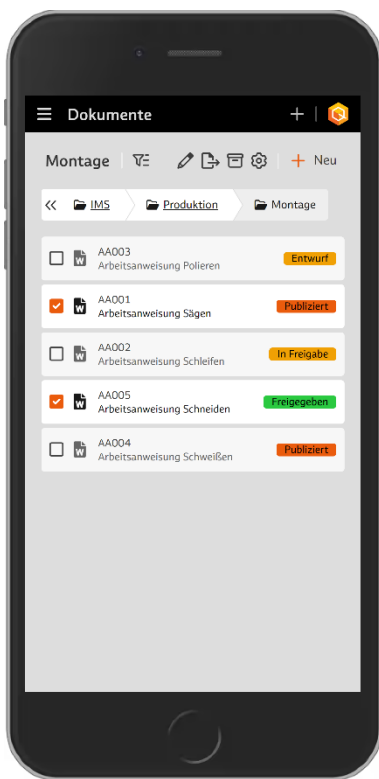 Dokumente
Montage
Neu
IMS Produktion Montage
AA003
Arbeitsanweisung Polieren
Entwurf
AA001
Arbeitsanweisung Sägen
Publiziert
AA002
Arbeitsanweisung Schleifen
In Freigabe
AA005
Arbeitsanweisung Schneiden
Freigegeben
AA004
Arbeitsanweisung Schweißen
Publiziert